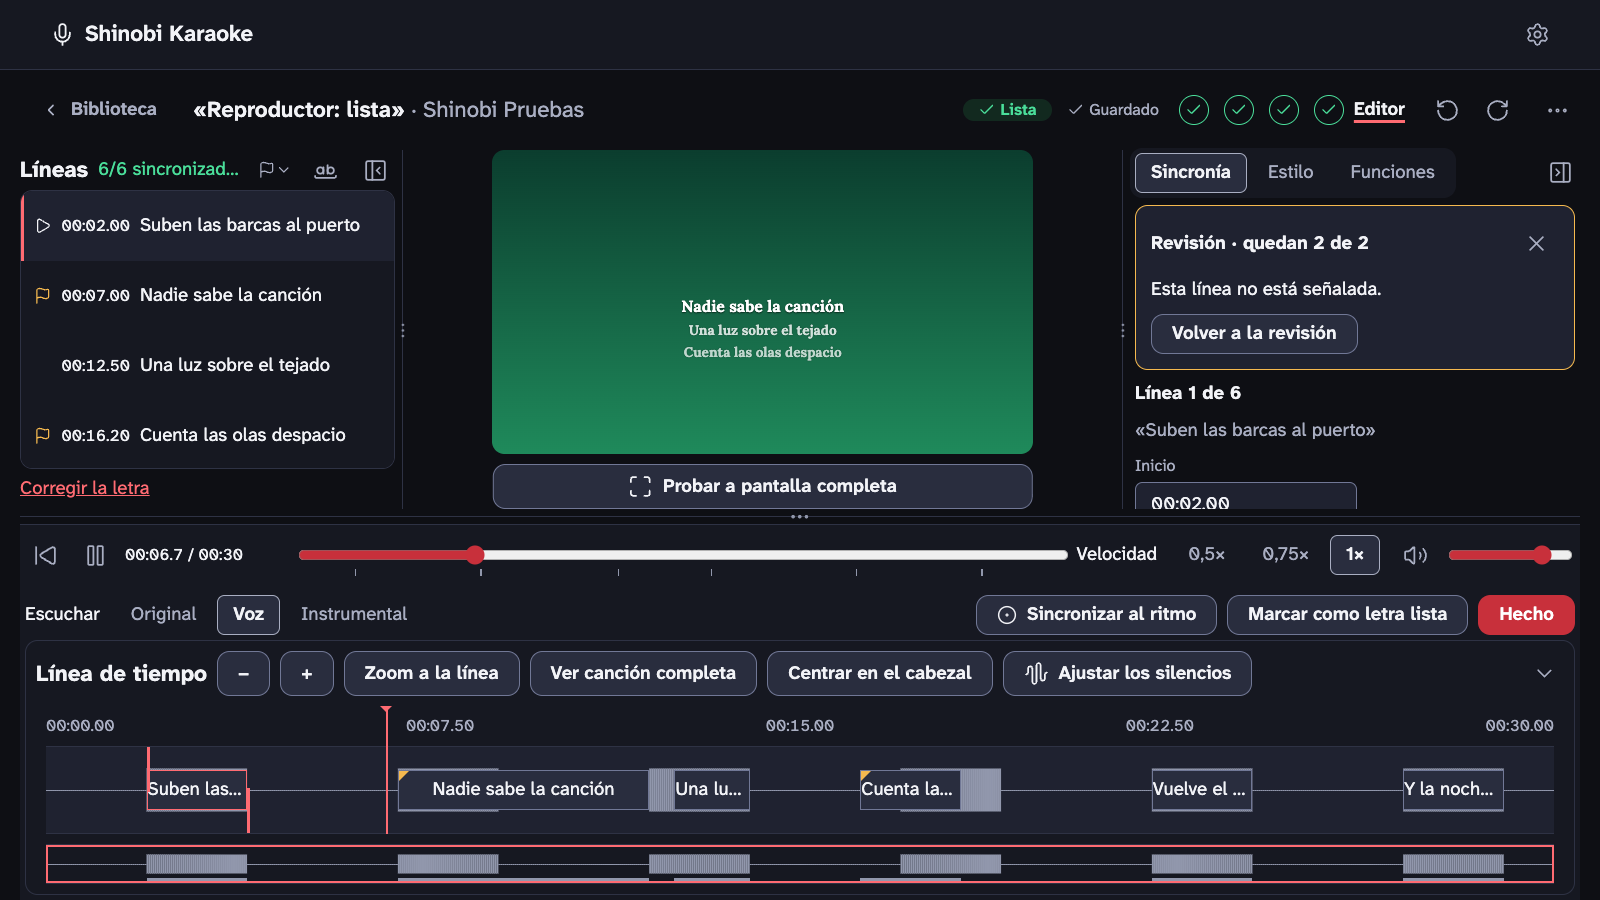 Shinobi Karaoke
Biblioteca
«Reproductor: lista» · Shinobi Pruebas
Lista
Guardado
Editor
Líneas
6/6 sincronizad...
ab
00:02.00 Suben las barcas al puerto
00:07.00 Nadie sabe la canción
00:12.50 Una luz sobre el tejado
00:16.20 Cuenta las olas despacio
Corregir la letra
Nadie sabe la canción
Una luz sobre el tejado
Cuenta las olas despacio
Probar a pantalla completa
Sincronía
Estilo
Funciones
Revisión · quedan 2 de 2
Esta línea no está señalada.
Volver a la revisión
Línea 1 de 6
«Suben las barcas al puerto»
Inicio
00:02.00
00:06.7 / 00:30
Velocidad
0,5×
0,75×
1×
Escuchar
Original
Voz
Instrumental
Sincronizar al ritmo
Marcar como letra lista
Hecho
Línea de tiempo
−
+
Zoom a la línea
Ver canción completa
Centrar en el cabezal
Ajustar los silencios
00:00.00
00:07.50
00:15.00
00:22.50
00:30.00
Suben las...
Nadie sabe la canción
Una lu...
Cuenta la...
Vuelve el ...
Y la noch...